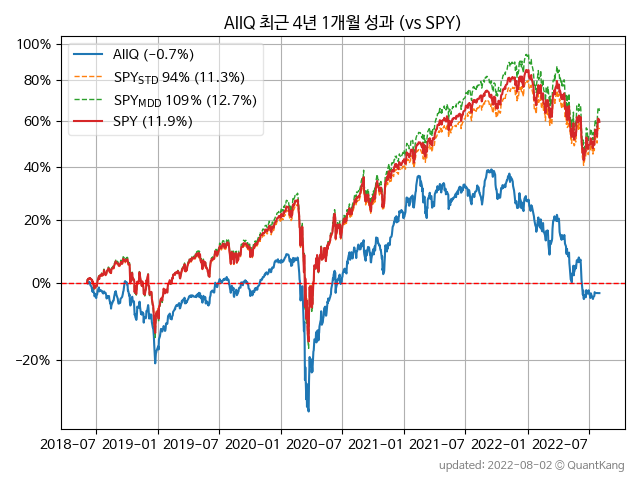 AIIQ 최근 4년 1개월 성과 (vs SPY)
100%
80%
60%
40%
20%
0%
−20%
AIIQ (−0.7%)
SPY_STD 94% (11.3%)
SPY_MDD 109% (12.7%)
SPY (11.9%)
2018-07 2019-01 2019-07 2020-01 2020-07 2021-01 2021-07 2022-01 2022-07
updated: 2022-08-02 © QuantKang